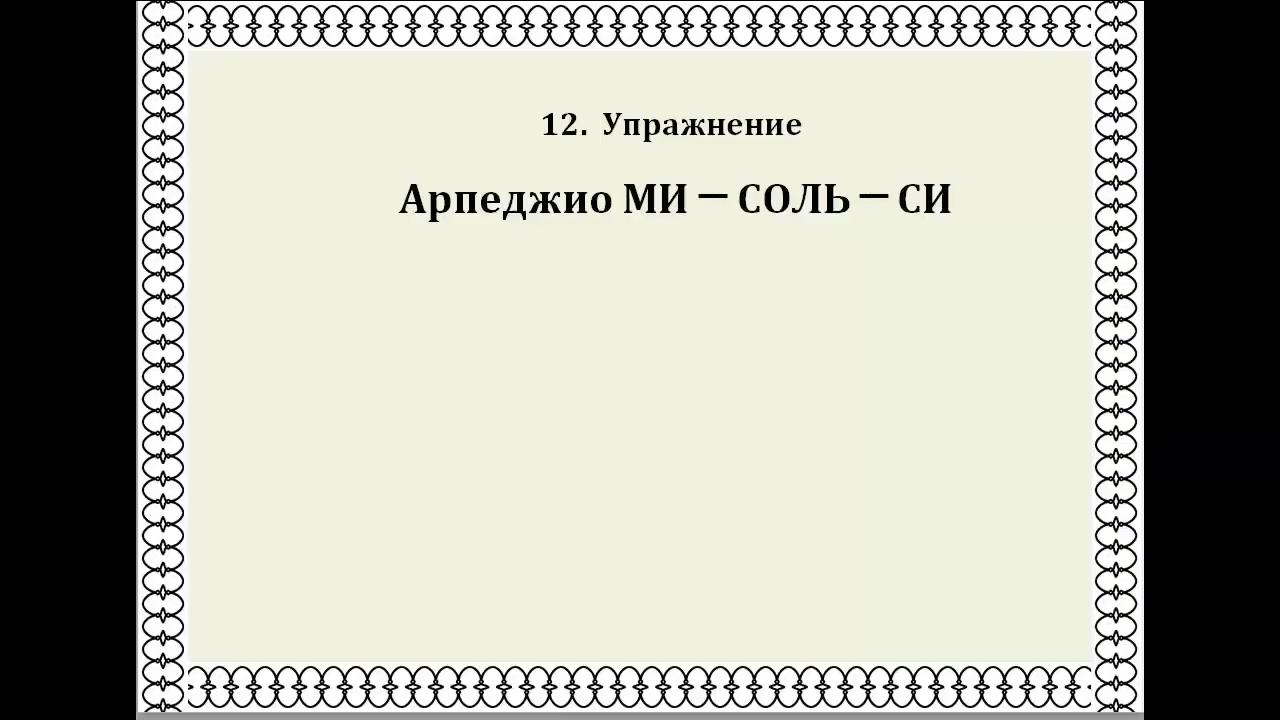 12. Упражнение
Арпеджио МИ – СОЛЬ – СИ